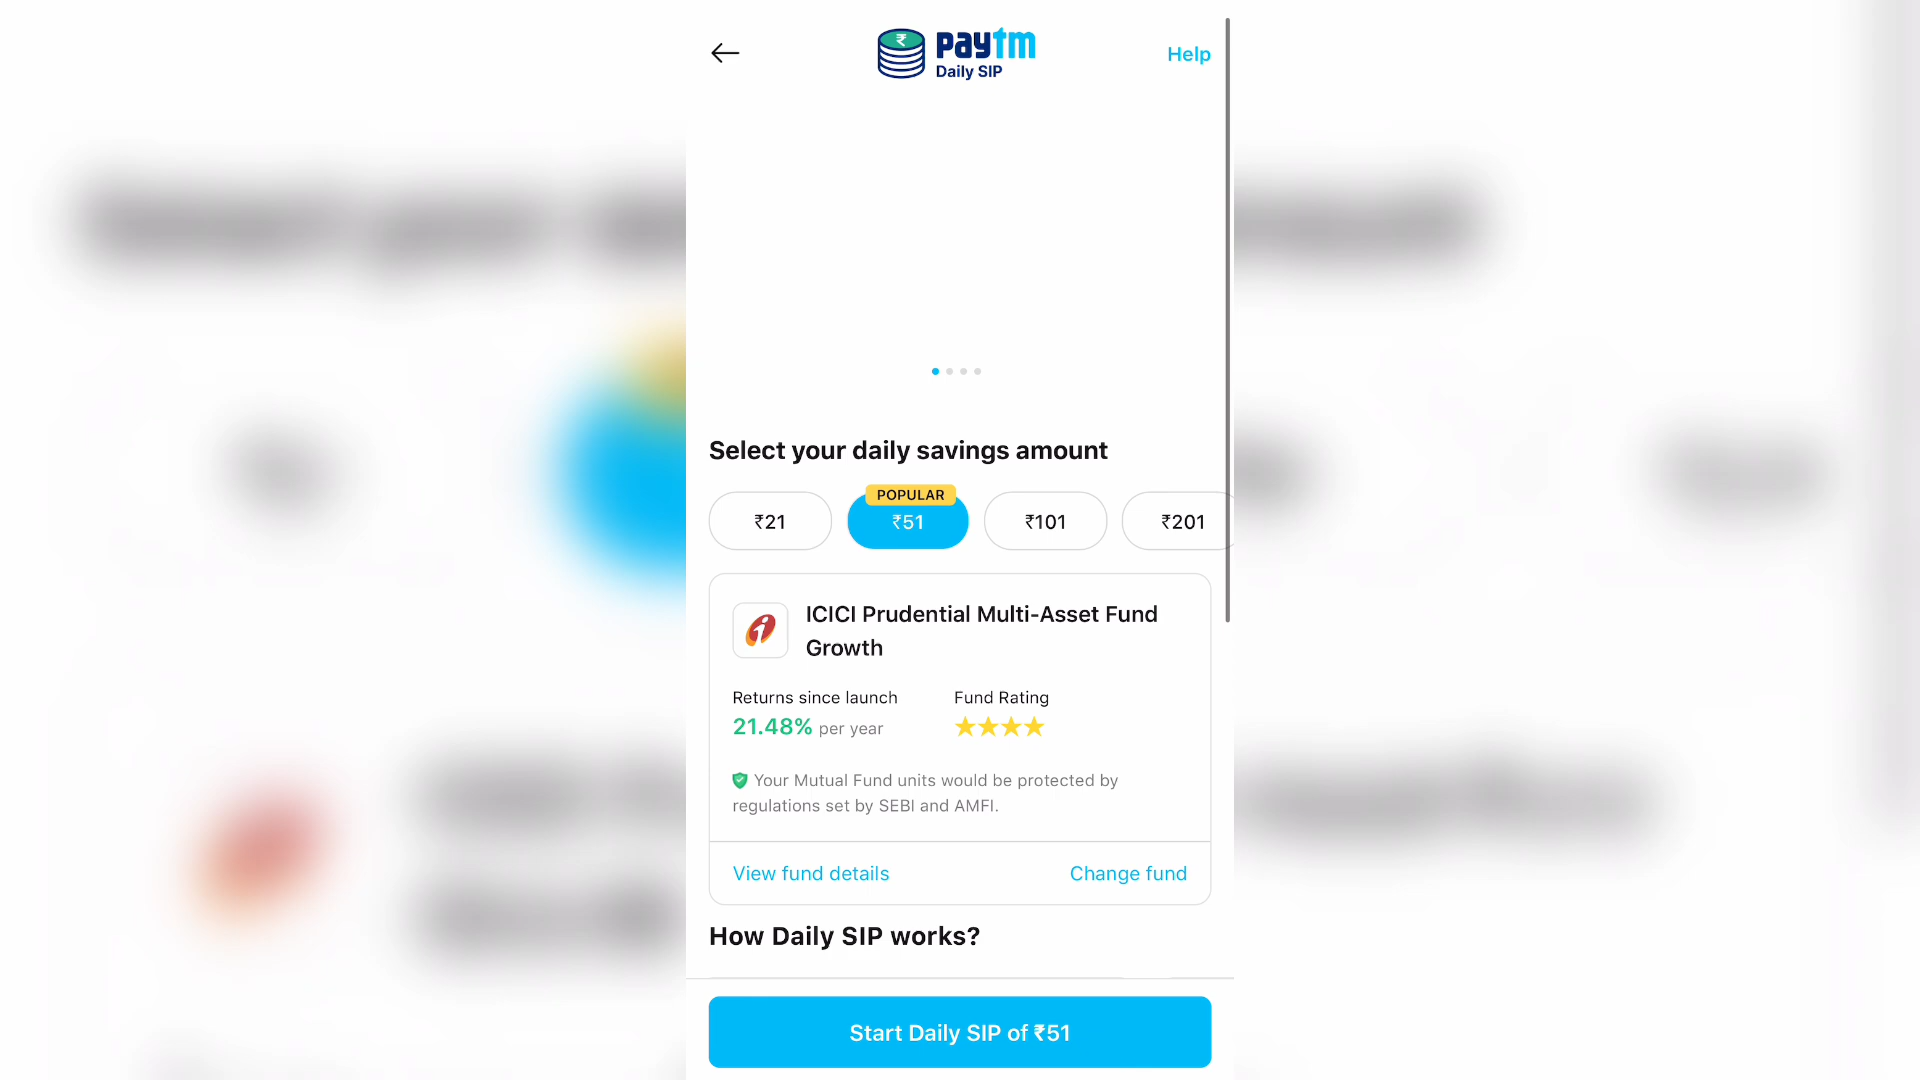 paytm
Daily SIP
Help
Select your daily savings amount
POPULAR
₹21
₹51
₹101
₹201
ICICI Prudential Multi-Asset Fund
Growth
Returns since launch
Fund Rating
21.48% per year
Your Mutual Fund units would be protected by
regulations set by SEBI and AMFI.
View fund details
Change fund
How Daily SIP works?
Start Daily SIP of ₹51